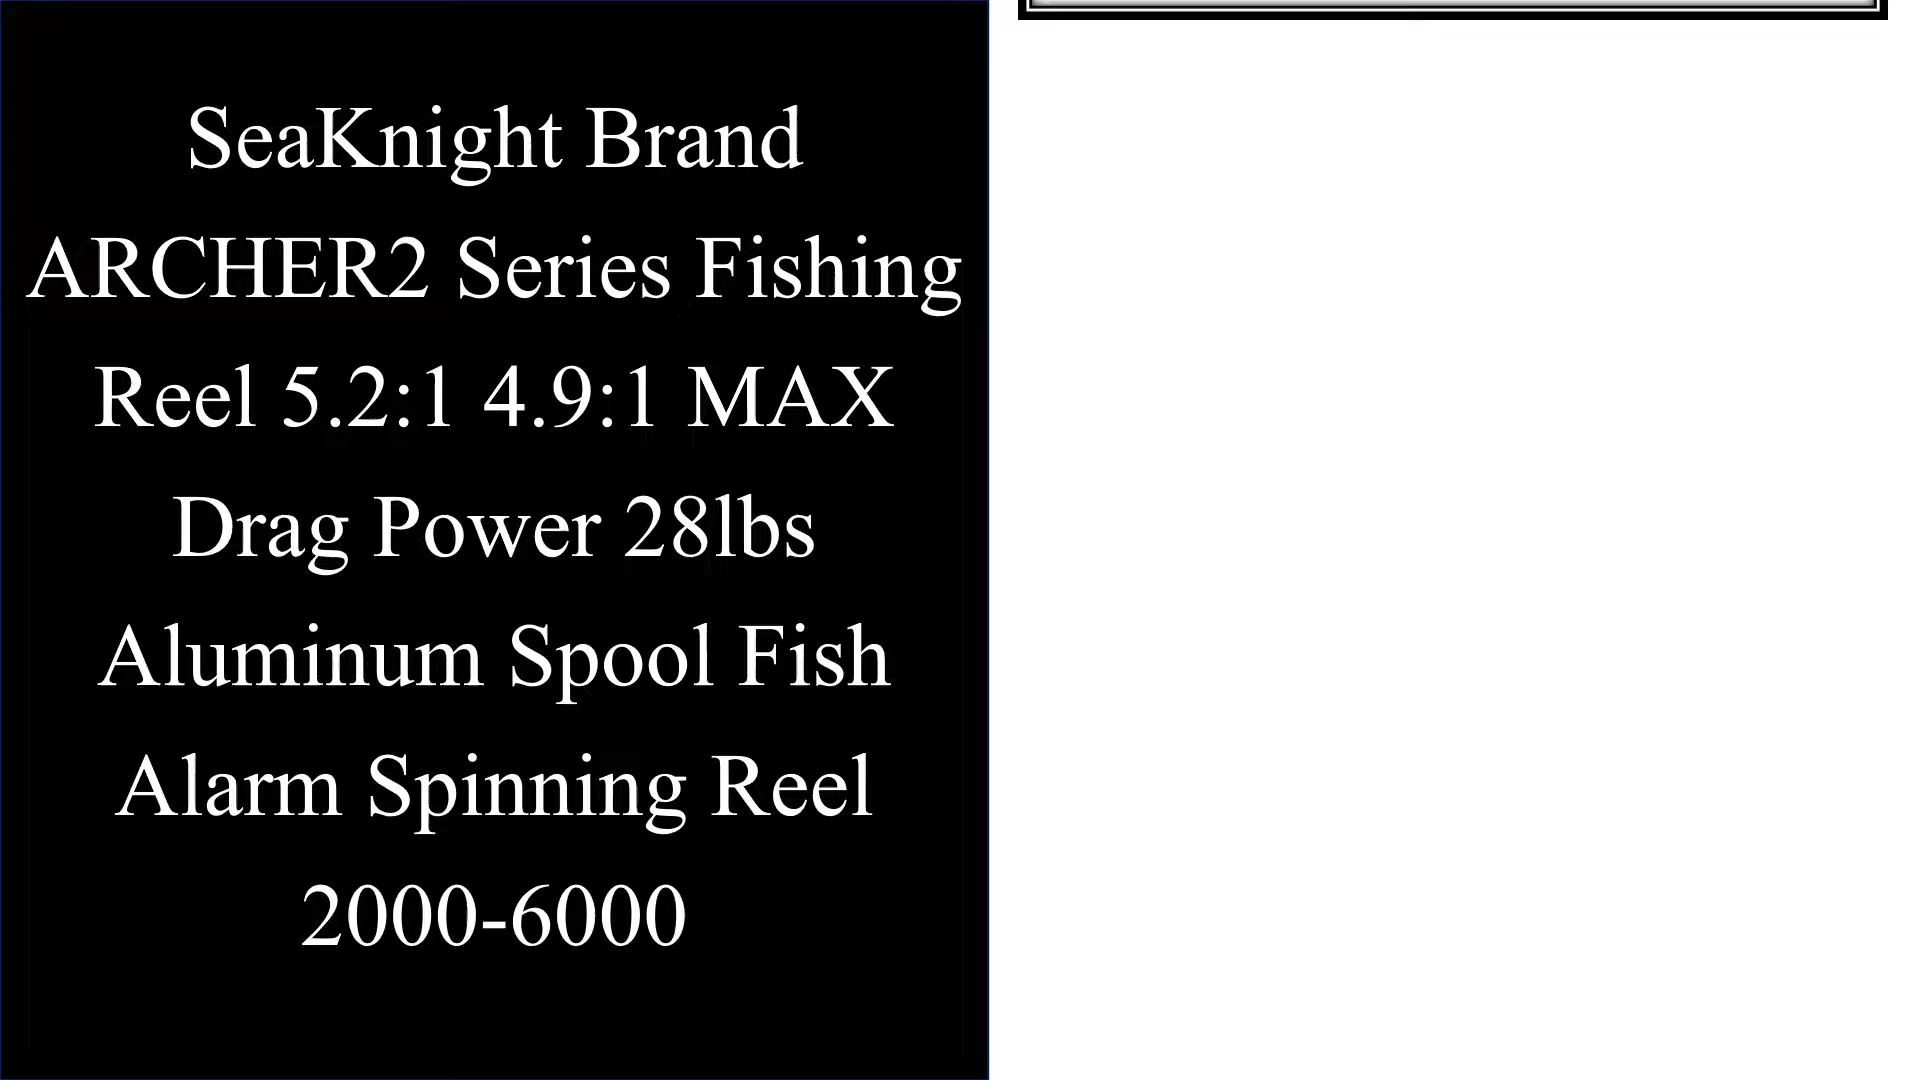 SeaKnight Brand
ARCHER2 Series Fishing
Reel 5.2:1 4.9:1 MAX
Drag Power 28lbs
Aluminum Spool Fish
Alarm Spinning Reel
2000-6000